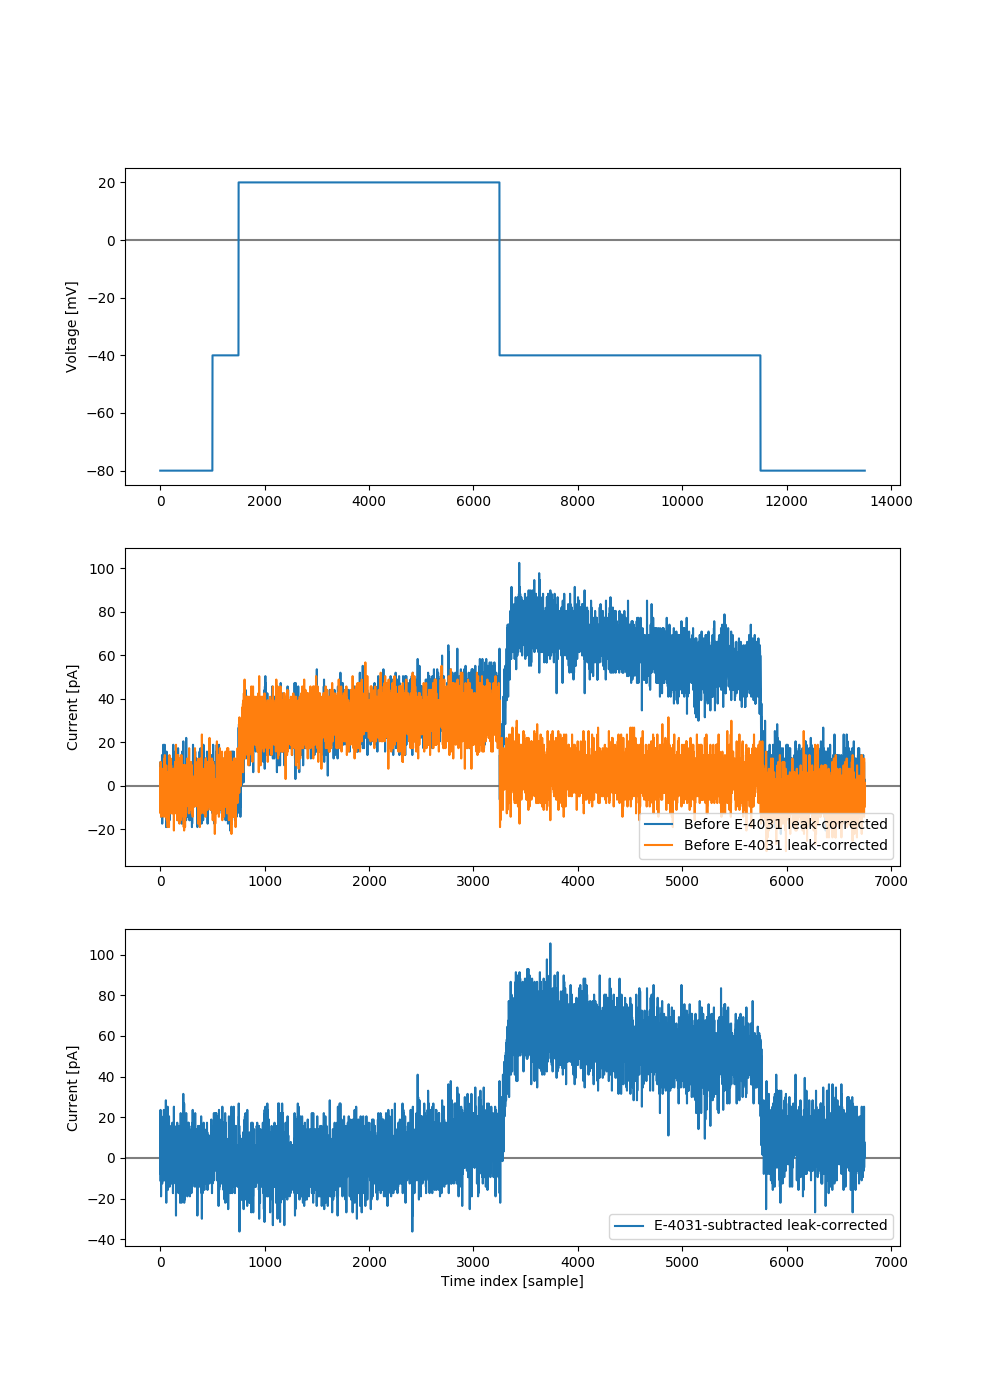 20
0
−20
−40
−60
−80
Voltage [mV]
0 2000 4000 6000 8000 10000 12000 14000
100
80
60
40
20
0
−20
Current [pA]
Before E-4031 leak-corrected
Before E-4031 leak-corrected
0 1000 2000 3000 4000 5000 6000 7000
100
80
60
40
20
0
−20
−40
Current [pA]
E-4031-subtracted leak-corrected
0 1000 2000 3000 4000 5000 6000 7000
Time index [sample]